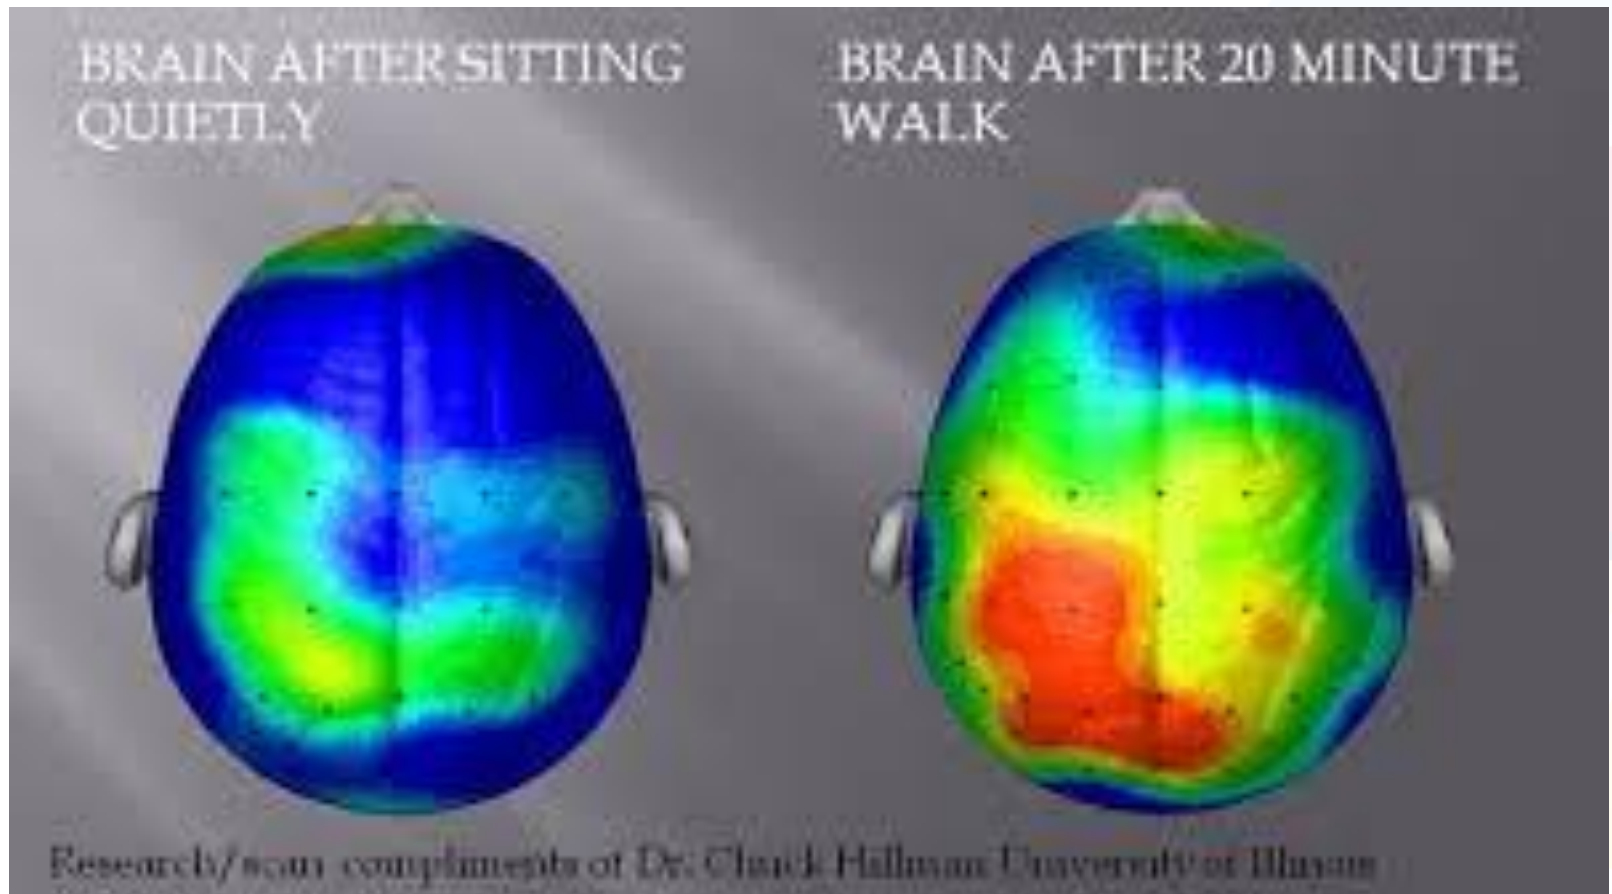 BRAIN AFTER SITTING
QUIETLY
BRAIN AFTER 20 MINUTE
WALK
Research/scan compliments of Dr. Chuck Hillman University of Illinois